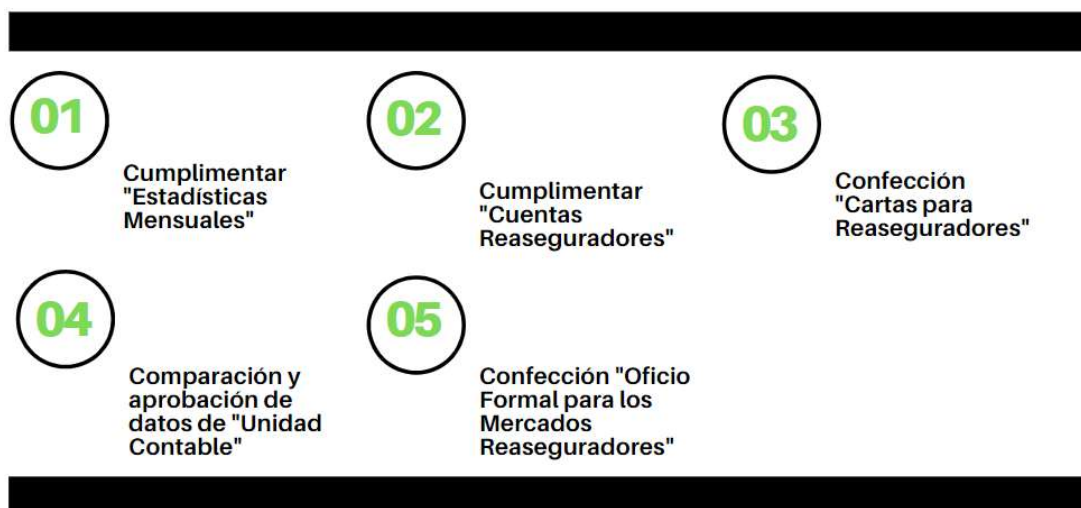 01
Cumplimentar
"Estadísticas
Mensuales"
02
Cumplimentar
"Cuentas
Reaseguradores"
03
Confección
"Cartas para
Reaseguradores"
04
Comparación y
aprobación de
datos de "Unidad
Contable"
05
Confección "Oficio
Formal para los
Mercados
Reaseguradores"